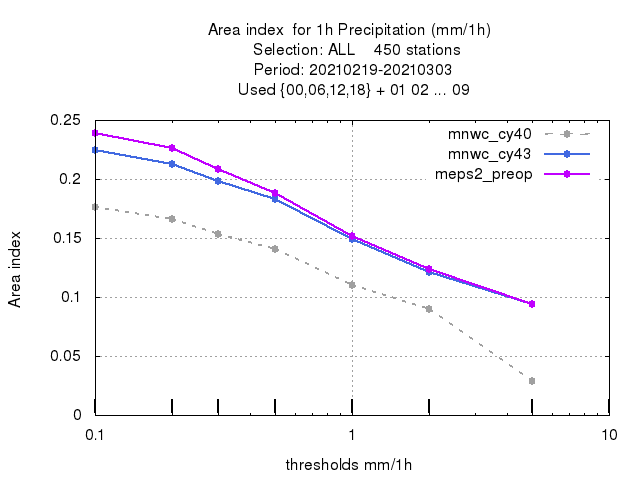 Area index  for 1h Precipitation (mm/1h)
Selection: ALL    450 stations
Period: 20210219-20210303
Used {00,06,12,18} + 01 02 ... 09
mnwc_cy40
mnwc_cy43
meps2_preop
0.25
0.2
0.15
0.1
0.05
0
Area index
0.1 1 10
thresholds mm/1h